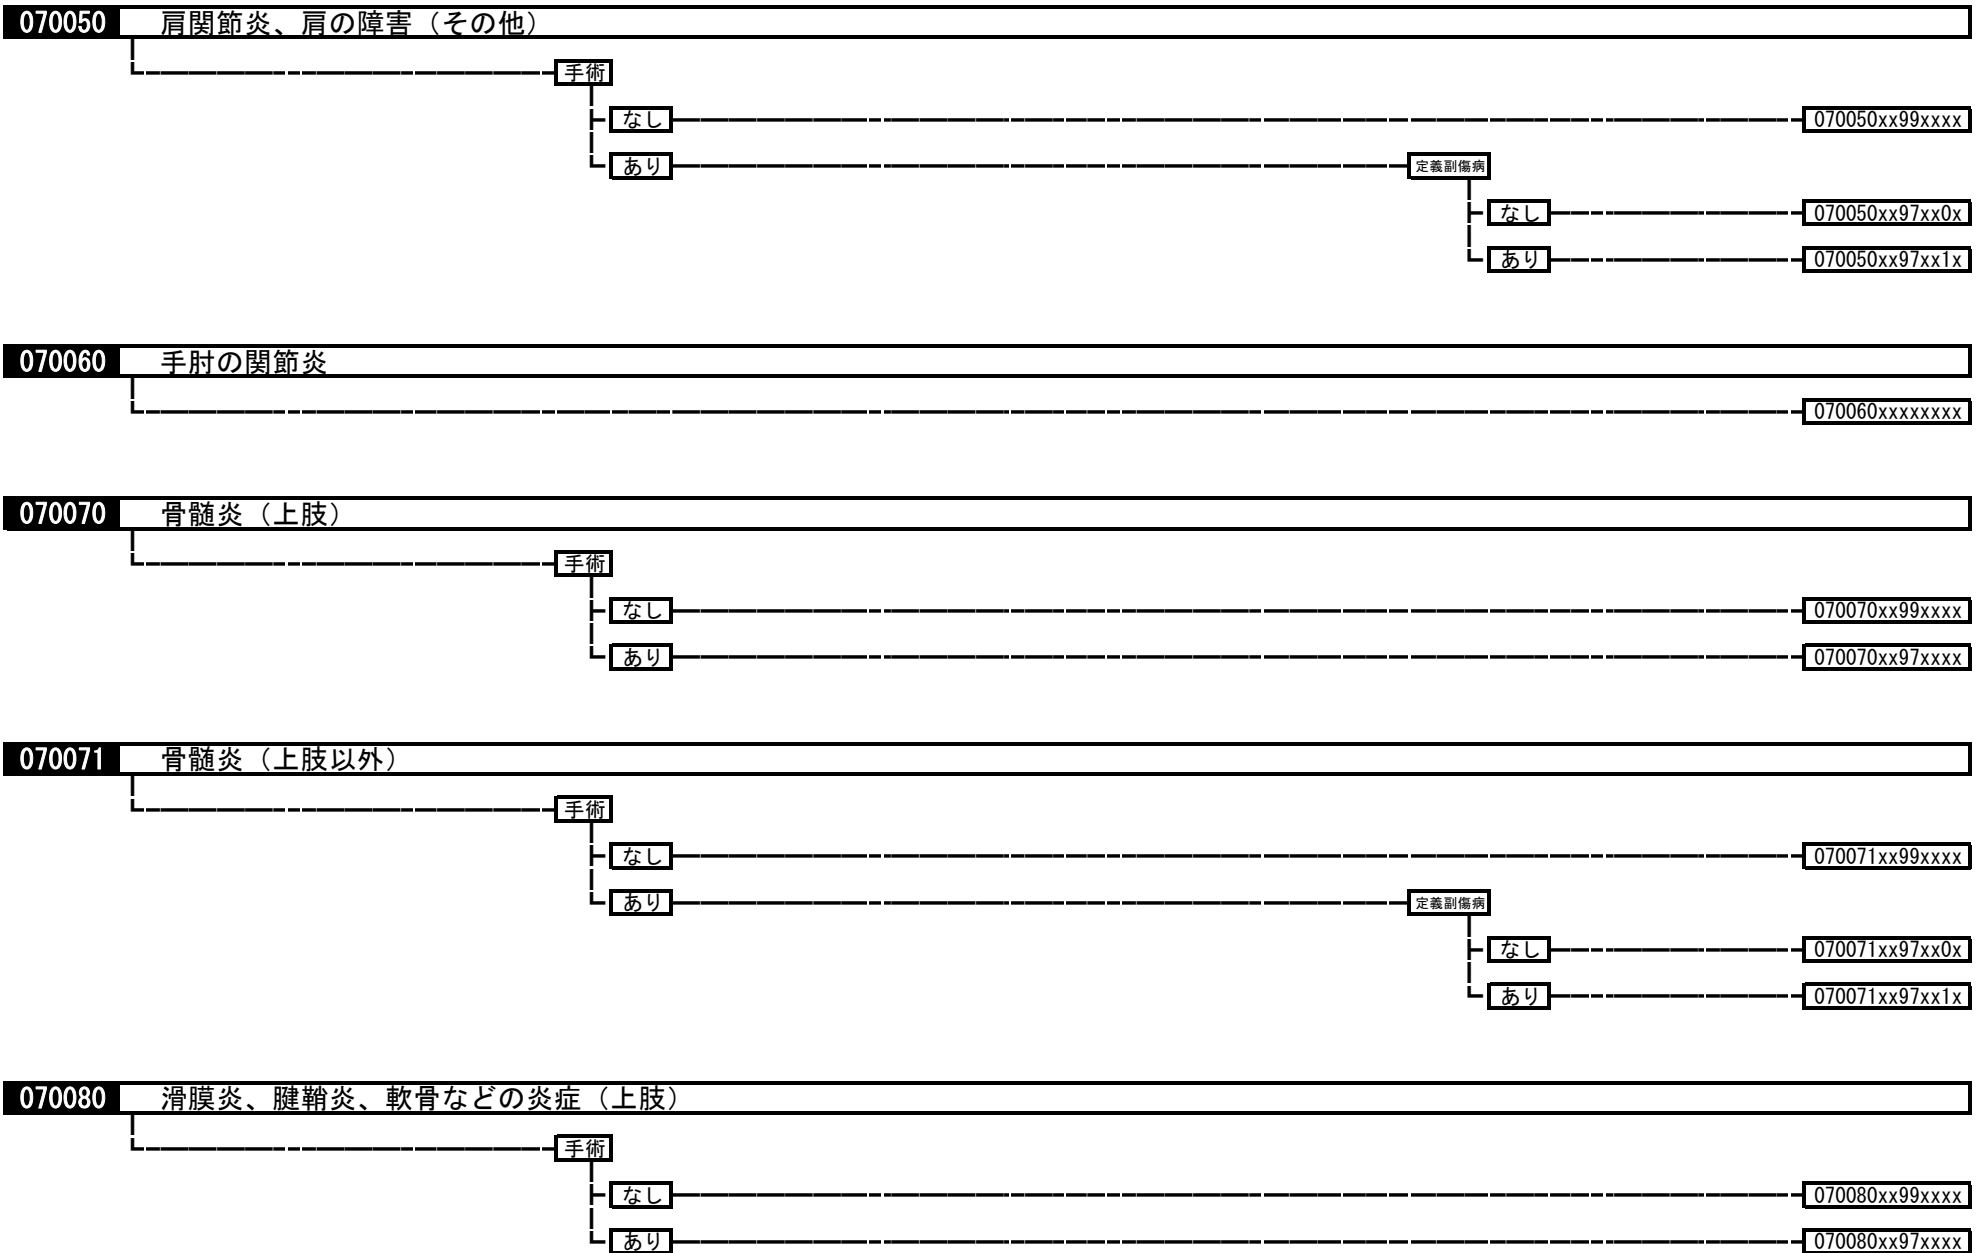 070050 肩関節炎、肩の障害（その他）
手術
なし 070050xx99xxxx
あり 定義副傷病
なし 070050xx97xx0x
あり 070050xx97xx1x
070060 手肘の関節炎
070060xxxxxxxx
070070 骨髄炎（上肢）
手術
なし 070070xx99xxxx
あり 070070xx97xxxx
070071 骨髄炎（上肢以外）
手術
なし 070071xx99xxxx
あり 定義副傷病
なし 070071xx97xx0x
あり 070071xx97xx1x
070080 滑膜炎、腱鞘炎、軟骨などの炎症（上肢）
手術
なし 070080xx99xxxx
あり 070080xx97xxxx